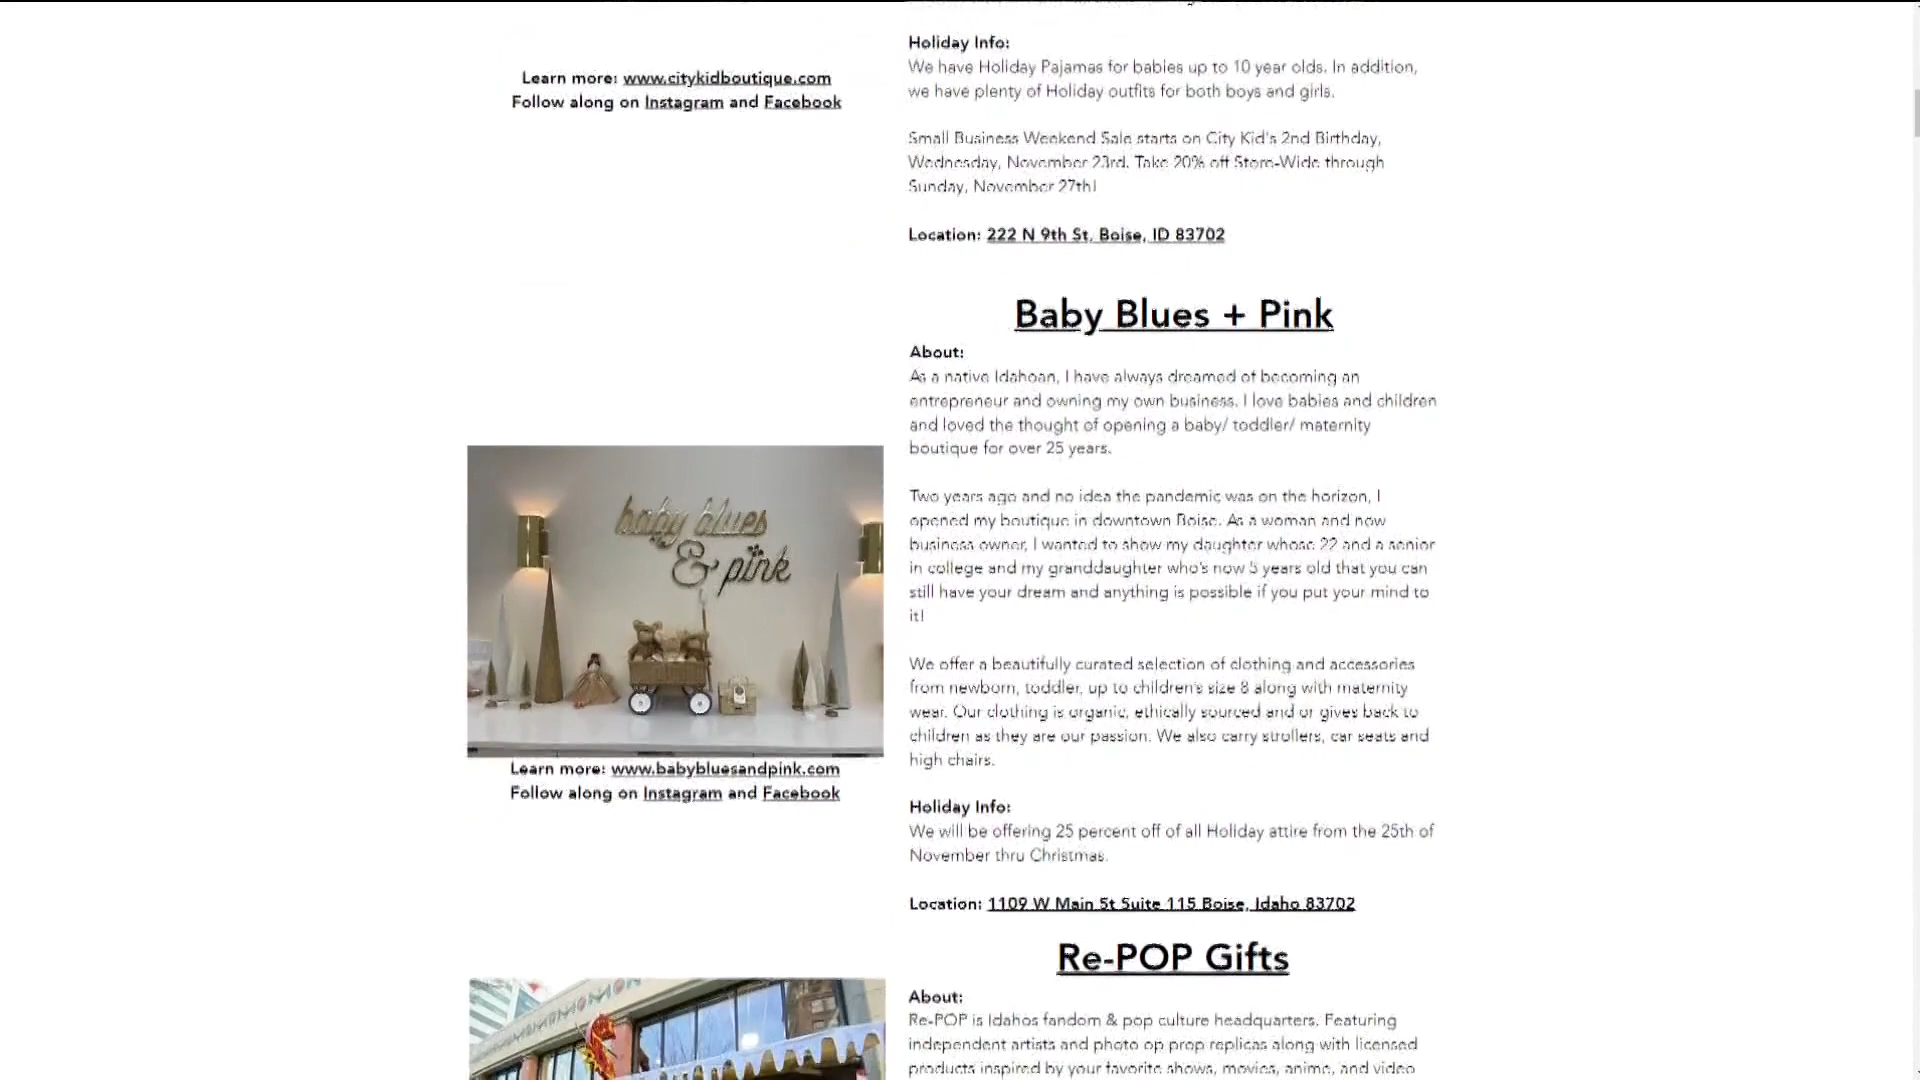 Learn more: www.citykidboutique.com
Follow along on Instagram and Facebook
Holiday Info:
We have Holiday Pajamas for babies up to 10 year olds. In addition,
we have plenty of Holiday outfits for both boys and girls.
Small Business Weekend Sale starts on City Kid's 2nd Birthday,
Wednesday, November 23rd. Take 20% off Store-Wide through
Sunday, November 27th!
Location: 222 N 9th St, Boise, ID 83702
Baby Blues + Pink
About:
As a native Idahoan, I have always dreamed of becoming an
entrepreneur and owning my own business. I love babies and children
and loved the thought of opening a baby/ toddler/ maternity
boutique for over 25 years.
Two years ago and no idea the pandemic was on the horizon, I
opened my boutique in downtown Boise. As a woman and now
business owner, I wanted to show my daughter whose 22 and a senior
in college and my granddaughter who's now 5 years old that you can
still have your dream and anything is possible if you put your mind to
it!
We offer a beautifully curated selection of clothing and accessories
from newborn, toddler, up to children's size 8 along with maternity
wear. Our clothing is organic, ethically sourced and or gives back to
children as they are our passion. We also carry strollers, car seats and
high chairs.
baby blues
& pink
Learn more: www.babybluesandpink.com
Follow along on Instagram and Facebook
Holiday Info:
We will be offering 25 percent off of all Holiday attire from the 25th of
November thru Christmas.
Location: 1109 W Main St Suite 115 Boise, Idaho 83702
Re-POP Gifts
About:
Re-POP is Idahos fandom & pop culture headquarters. Featuring
independent artists and photo op prop replicas along with licensed
products inspired by your favorite shows, movies, anime, and video